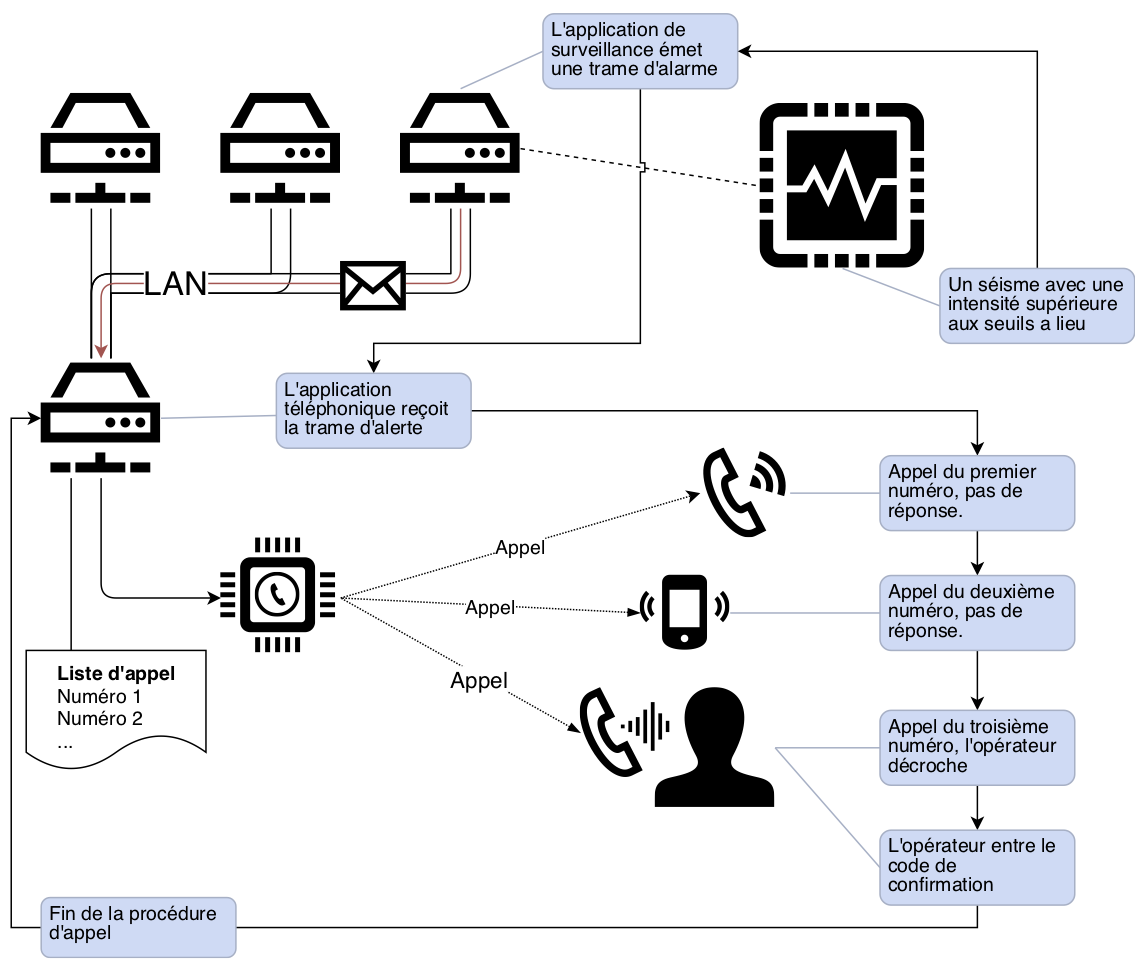 L'application de
surveillance émet
une trame d'alarme
LAN
Un séisme avec une
intensité supérieure
aux seuils a lieu
L'application
téléphonique reçoit
la trame d'alerte
Appel du premier
numéro, pas de
réponse.
Appel
Appel du deuxième
numéro, pas de
réponse.
Appel
Liste d'appel
Numéro 1
Numéro 2
...
Appel
Appel du troisième
numéro, l'opérateur
décroche
L'opérateur entre le
code de
confirmation
Fin de la procédure
d'appel